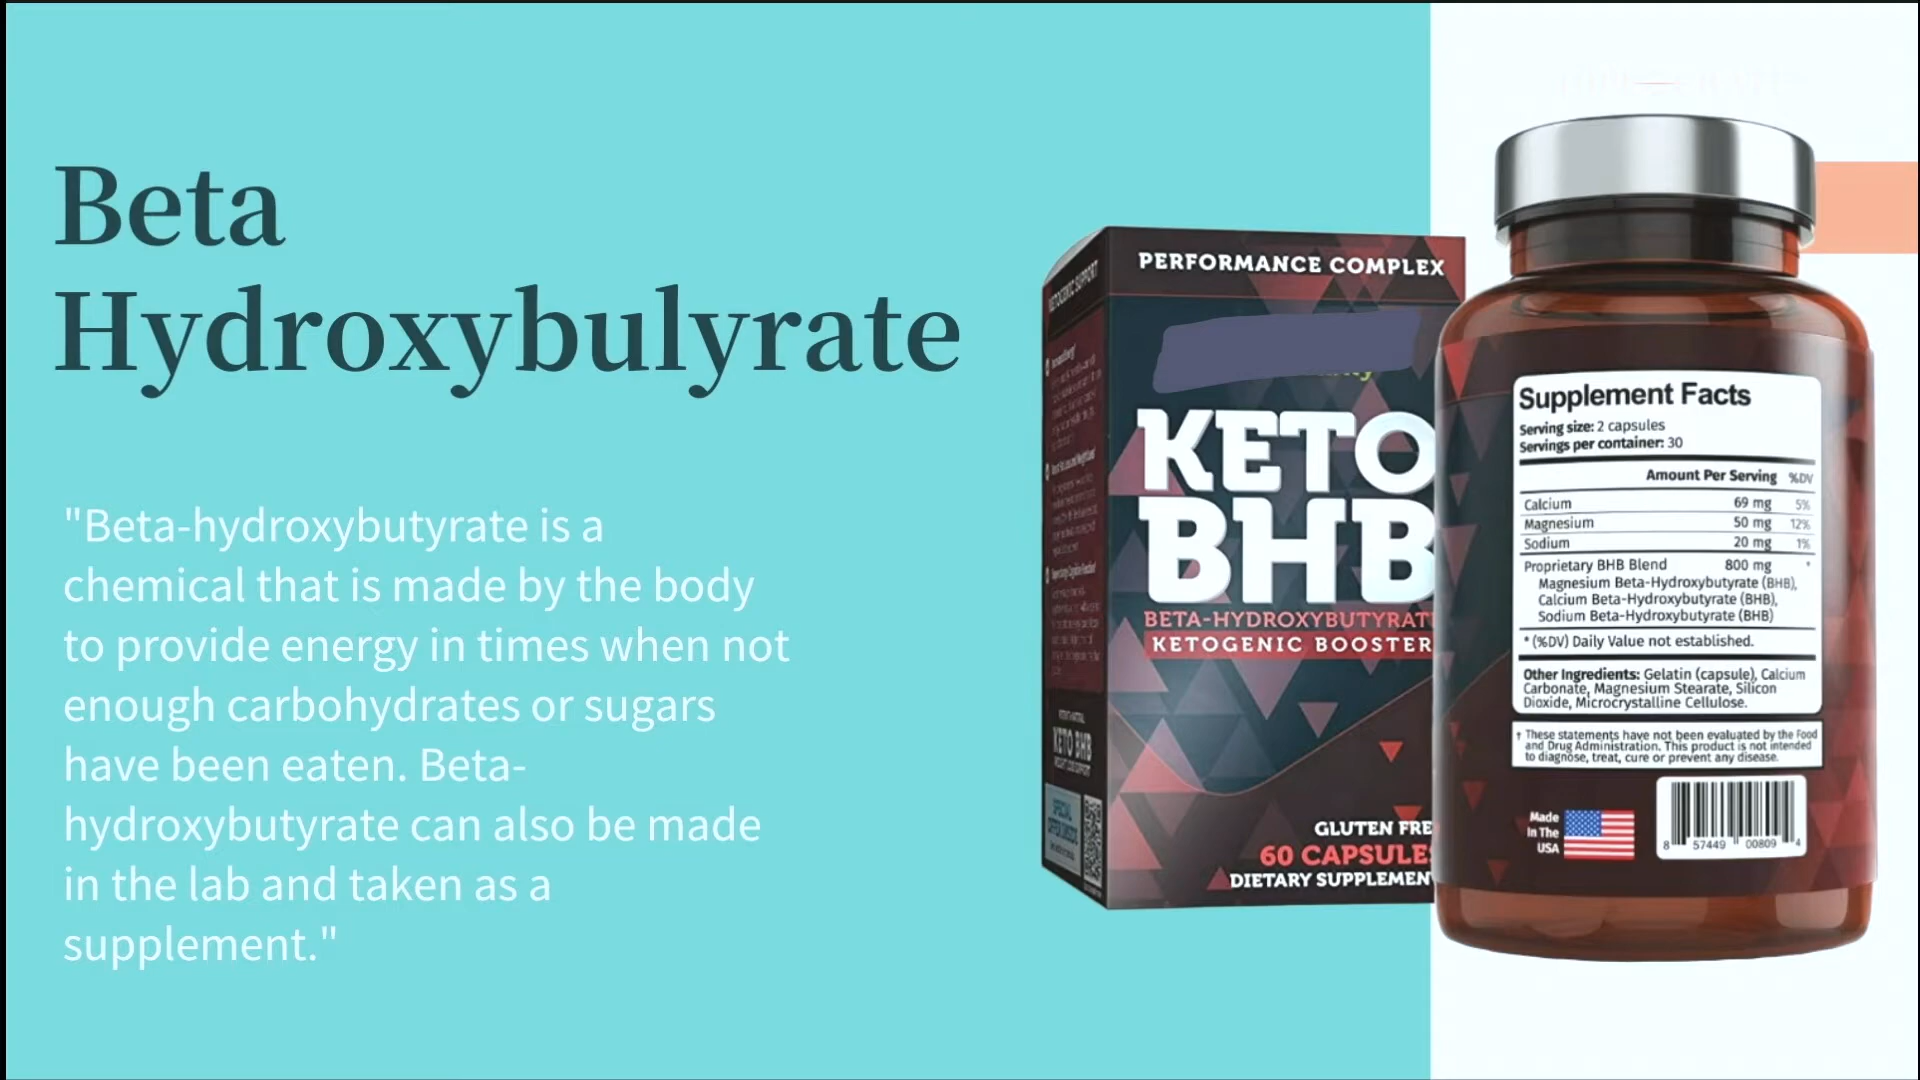 Beta
Hydroxybulyrate
"Beta-hydroxybutyrate is a
chemical that is made by the body
to provide energy in times when not
enough carbohydrates or sugars
have been eaten. Beta-
hydroxybutyrate can also be made
in the lab and taken as a
supplement."
KETOGENIC SUPPORT
PERFORMANCE COMPLEX
KETO
BHB
BETA-HYDROXYBUTYRAT
KETOGENIC BOOSTER
GLUTEN FRE
60 CAPSULES
DIETARY SUPPLEMEN
KETO BHB
SPECIAL
Supplement Facts
Serving size: 2 capsules
Servings per container: 30
Amount Per Serving %DV
Calcium 69 mg 5%
Magnesium 50 mg 12%
Sodium 20 mg 1%
Proprietary BHB Blend 800 mg *
Magnesium Beta-Hydroxybutyrate (BHB),
Calcium Beta-Hydroxybutyrate (BHB),
Sodium Beta-Hydroxybutyrate (BHB)
* (%DV) Daily Value not established.
Other Ingredients: Gelatin (capsule), Calcium
Carbonate, Magnesium Stearate, Silicon
Dioxide, Microcrystalline Cellulose.
† These statements have not been evaluated by the Food
and Drug Administration. This product is not intended
to diagnose, treat, cure or prevent any disease.
Made
In The
USA
8 57449 00809 4